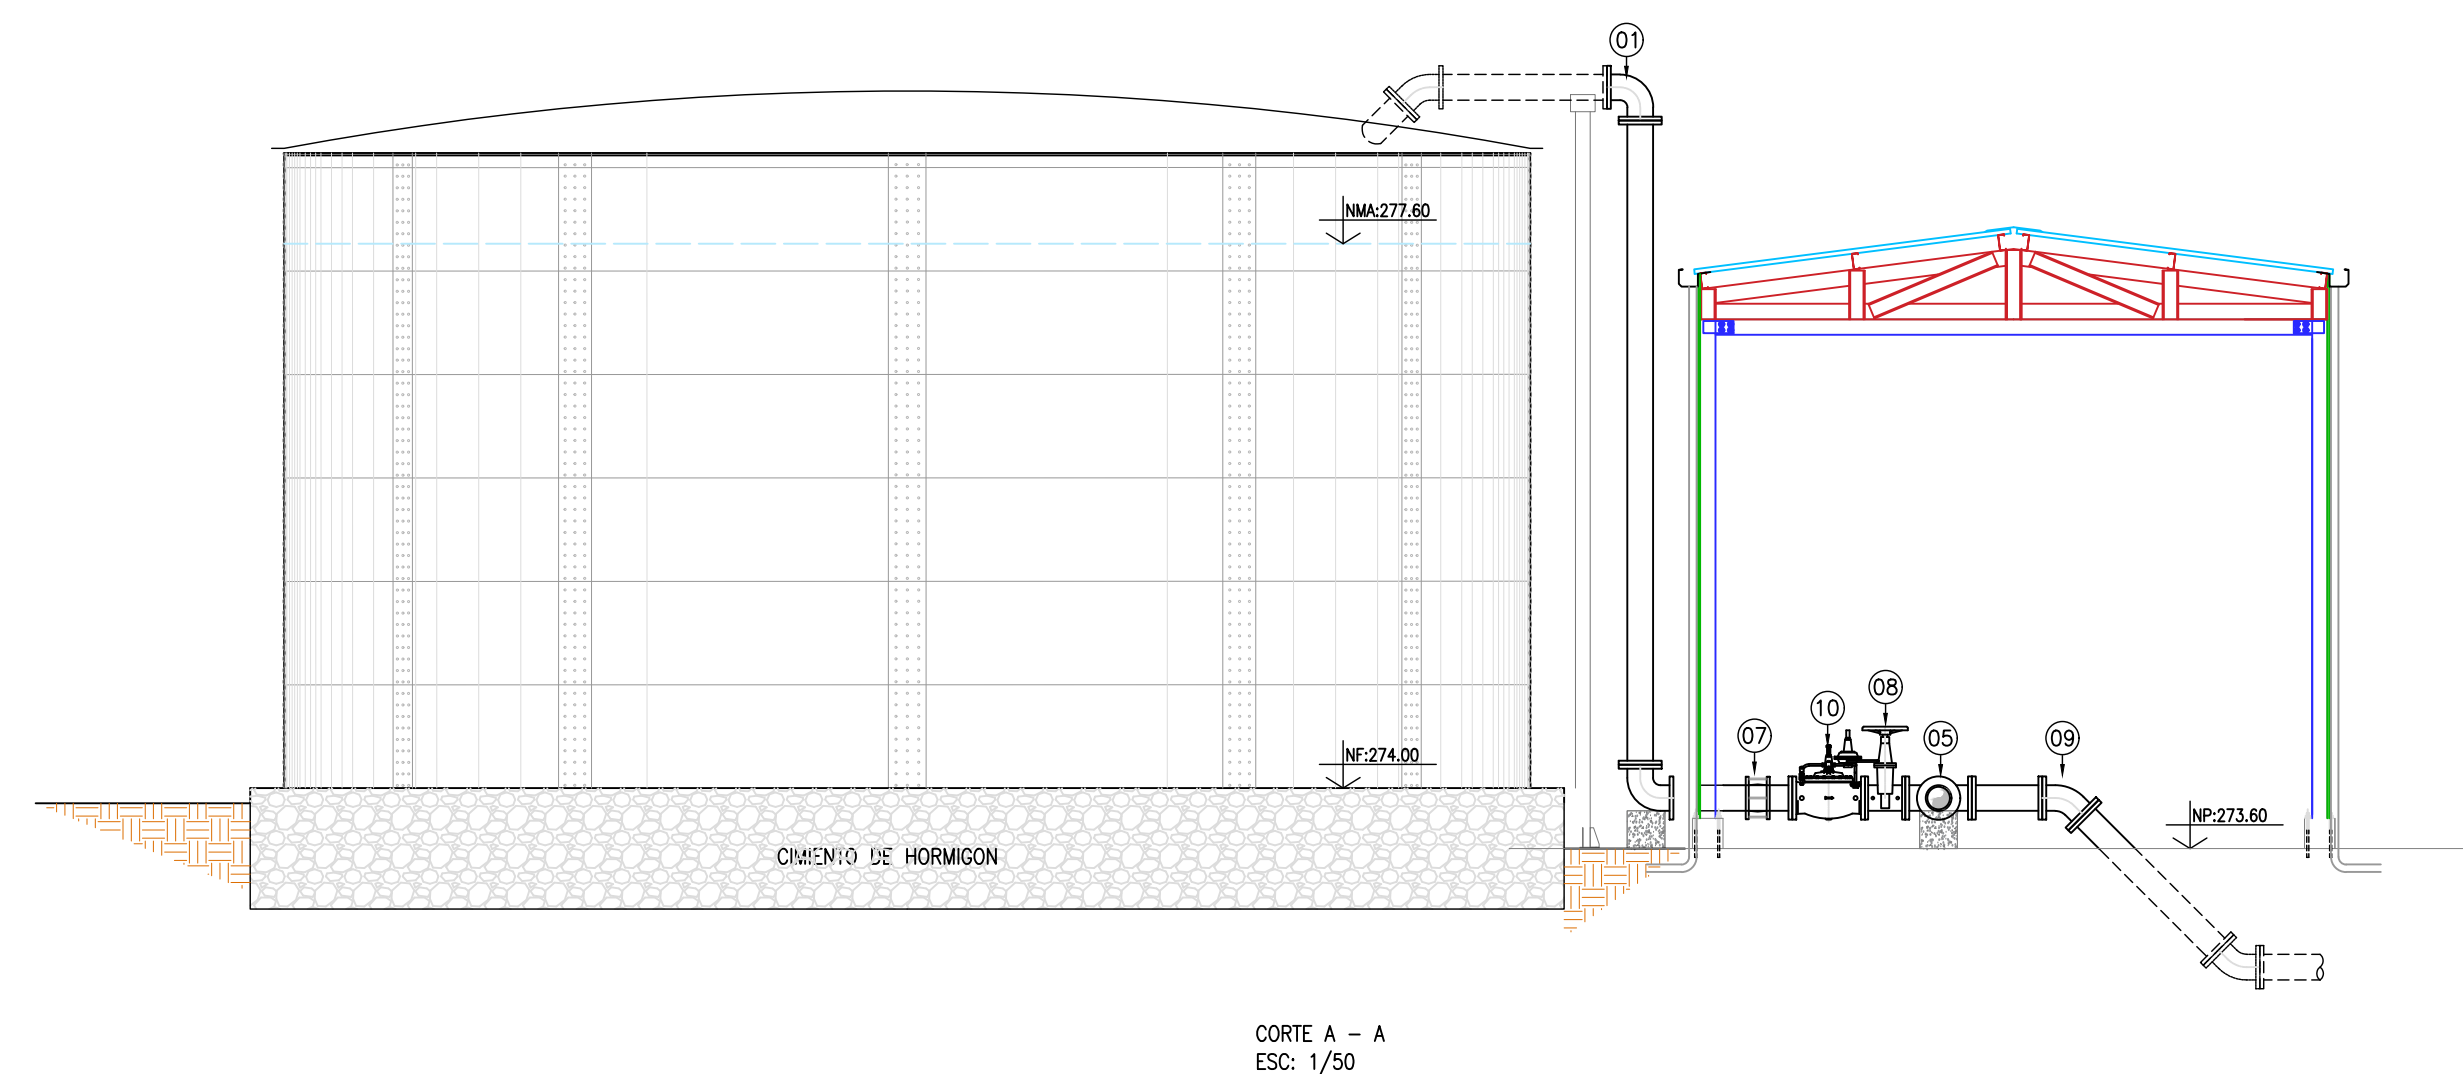 01
NMA:277.60
08
10
07
05
09
NF:274.00
NP:273.60
CIMIENTO DE HORMIGON
CORTE A - A
ESC: 1/50